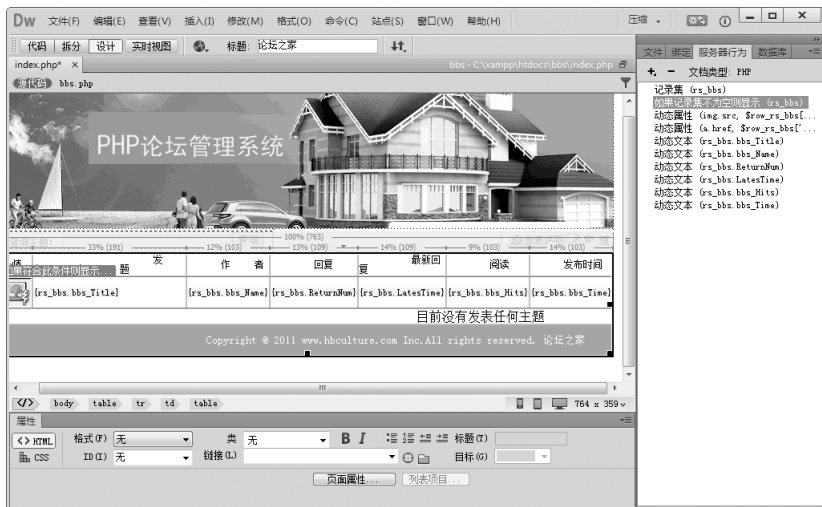 Dw 文件(F) 编辑(E) 查看(V) 插入(I) 修改(M) 格式(O) 命令(C) 站点(S) 窗口(W) 帮助(H) 压缩
代码 拆分 设计 实时视图 标题: 论坛之家
index.php* × bbs - C:\xampp\htdocs\bbs\index.php
源代码 bbs.php
PHP论坛管理系统
33% (191) 12% (103) 100% (763) 13% (109) 14% (109) 9% (103) 14% (103)
如果符合此条件则显示... 题 发 作 者 回复 最新回 复 阅读 发布时间
{rs_bbs.bbs_Title} {rs_bbs.bbs_Name} {rs_bbs.ReturnNum} {rs_bbs.LatesTime} {rs_bbs.bbs_Hits} {rs_bbs.bbs_Time}
目前没有发表任何主题
Copyright © 2011 www.hbculture.com Inc.All rights reserved. 论坛之家
body table tr td table 764 x 359
属性
<> HTML 格式(F) 无 类 无 B I 标题(T)
CSS ID(I) 无 链接(L) 目标(G)
页面属性... 列表项目...
文件 绑定 服务器行为 数据库
+ - 文档类型: PHP
记录集 (rs_bbs)
如果记录集不为空则显示 (rs_bbs)
动态属性 (img.src, $row_rs_bbs[...
动态属性 (a.href, $row_rs_bbs['...
动态文本 (rs_bbs.bbs_Title)
动态文本 (rs_bbs.bbs_Name)
动态文本 (rs_bbs.ReturnNum)
动态文本 (rs_bbs.LatesTime)
动态文本 (rs_bbs.bbs_Hits)
动态文本 (rs_bbs.bbs_Time)